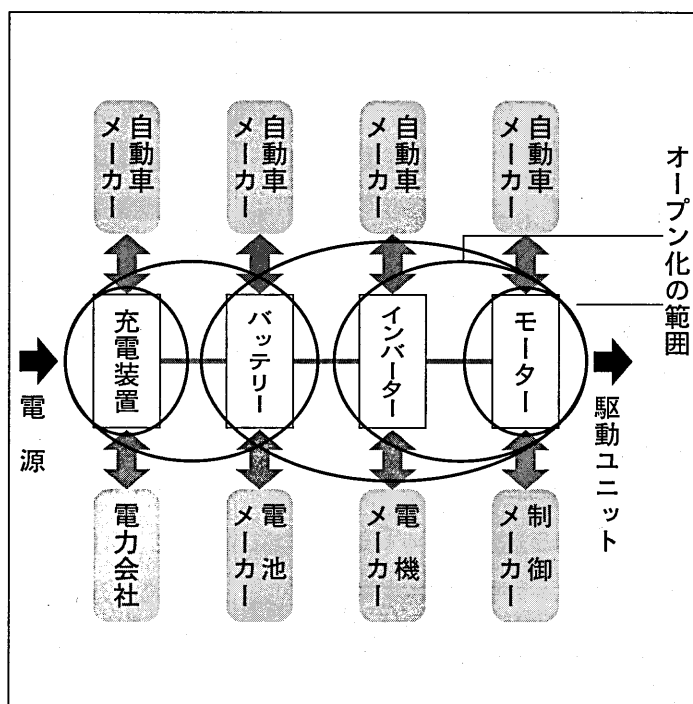 自動車
メーカー
自動車
メーカー
自動車
メーカー
自動車
メーカー
オープン化の範囲
充電装置
バッテリー
インバーター
モーター
電源
駆動ユニット
電力会社
電池
メーカー
電機
メーカー
制御
メーカー